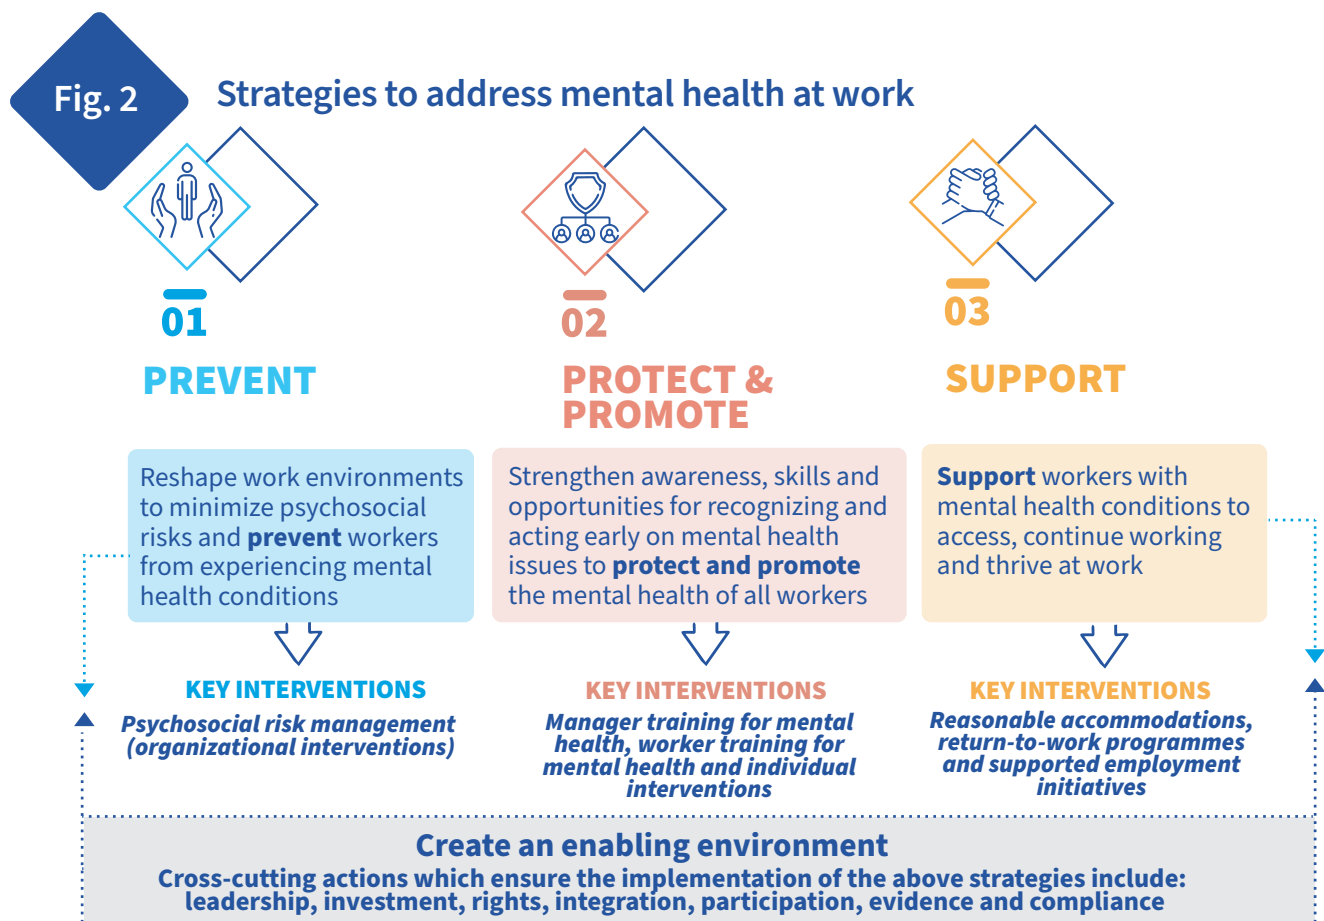 Fig. 2
Strategies to address mental health at work
01
PREVENT
Reshape work environments
to minimize psychosocial
risks and prevent workers
from experiencing mental
health conditions
KEY INTERVENTIONS
Psychosocial risk management
(organizational interventions)
02
PROTECT &
PROMOTE
Strengthen awareness, skills and
opportunities for recognizing and
acting early on mental health
issues to protect and promote
the mental health of all workers
KEY INTERVENTIONS
Manager training for mental
health, worker training for
mental health and individual
interventions
03
SUPPORT
Support workers with
mental health conditions to
access, continue working
and thrive at work
KEY INTERVENTIONS
Reasonable accommodations,
return-to-work programmes
and supported employment
initiatives
Create an enabling environment
Cross-cutting actions which ensure the implementation of the above strategies include:
leadership, investment, rights, integration, participation, evidence and compliance